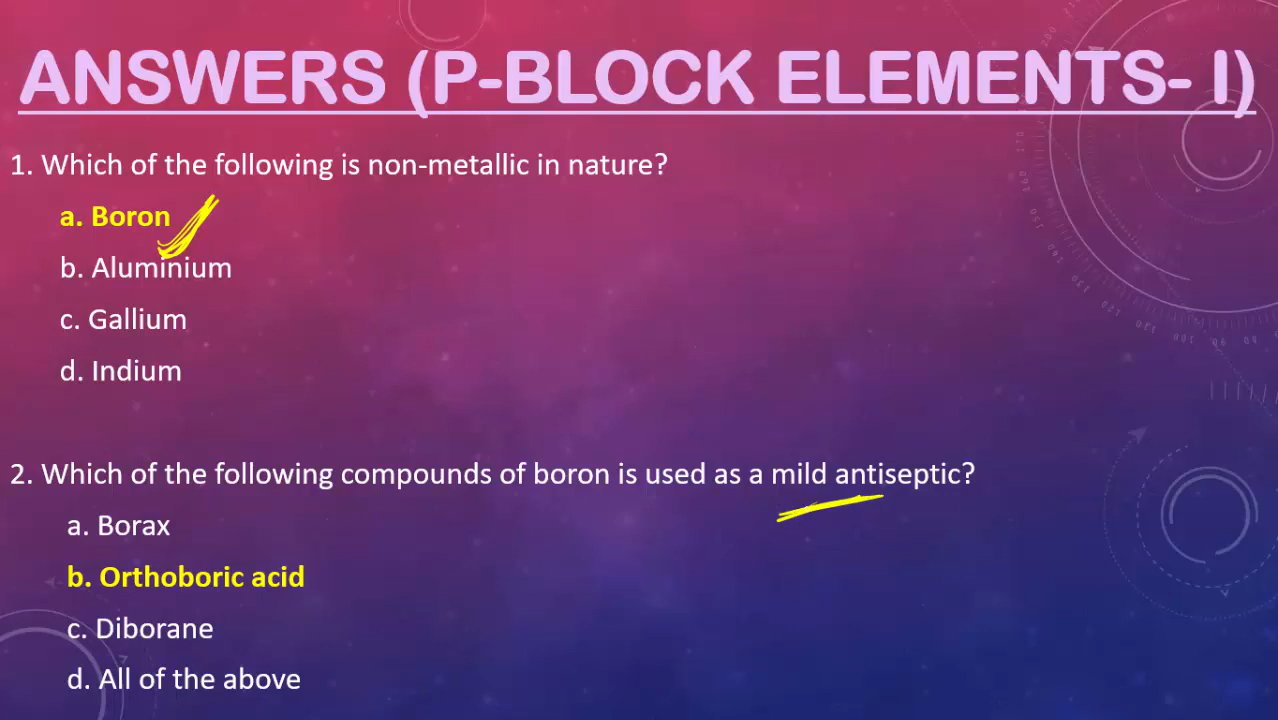 ANSWERS (P-BLOCK ELEMENTS- I)
1. Which of the following is non-metallic in nature?
a. Boron
b. Aluminium
c. Gallium
d. Indium
2. Which of the following compounds of boron is used as a mild antiseptic?
a. Borax
b. Orthoboric acid
c. Diborane
d. All of the above